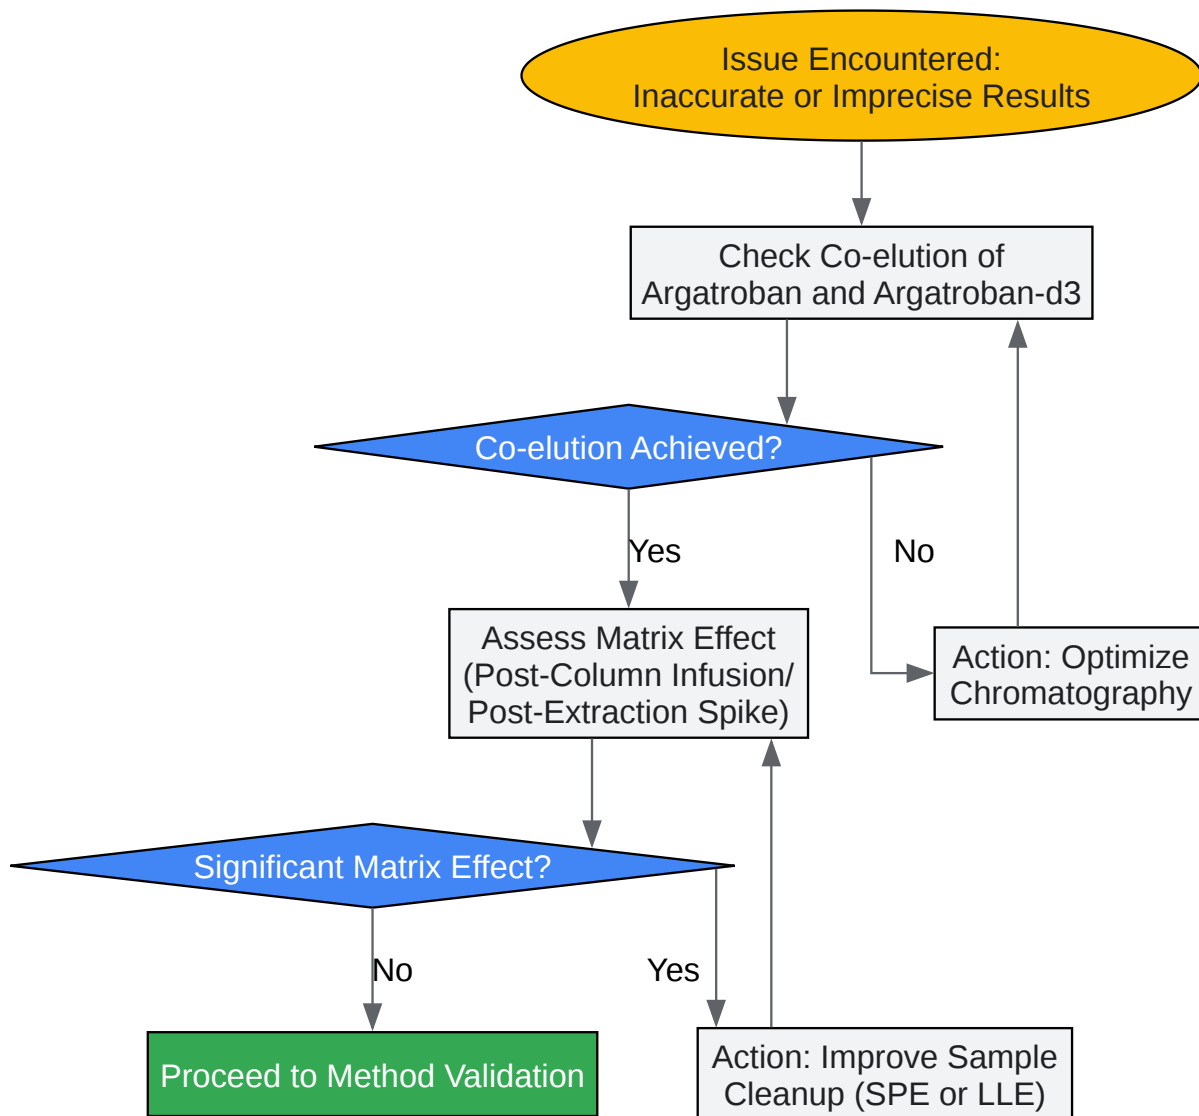 Issue Encountered:
Inaccurate or Imprecise Results
Check Co-elution of
Argatroban and Argatroban-d3
Co-elution Achieved?
Yes
No
Assess Matrix Effect
(Post-Column Infusion/
Post-Extraction Spike)
Action: Optimize
Chromatography
Significant Matrix Effect?
No
Yes
Proceed to Method Validation
Action: Improve Sample
Cleanup (SPE or LLE)